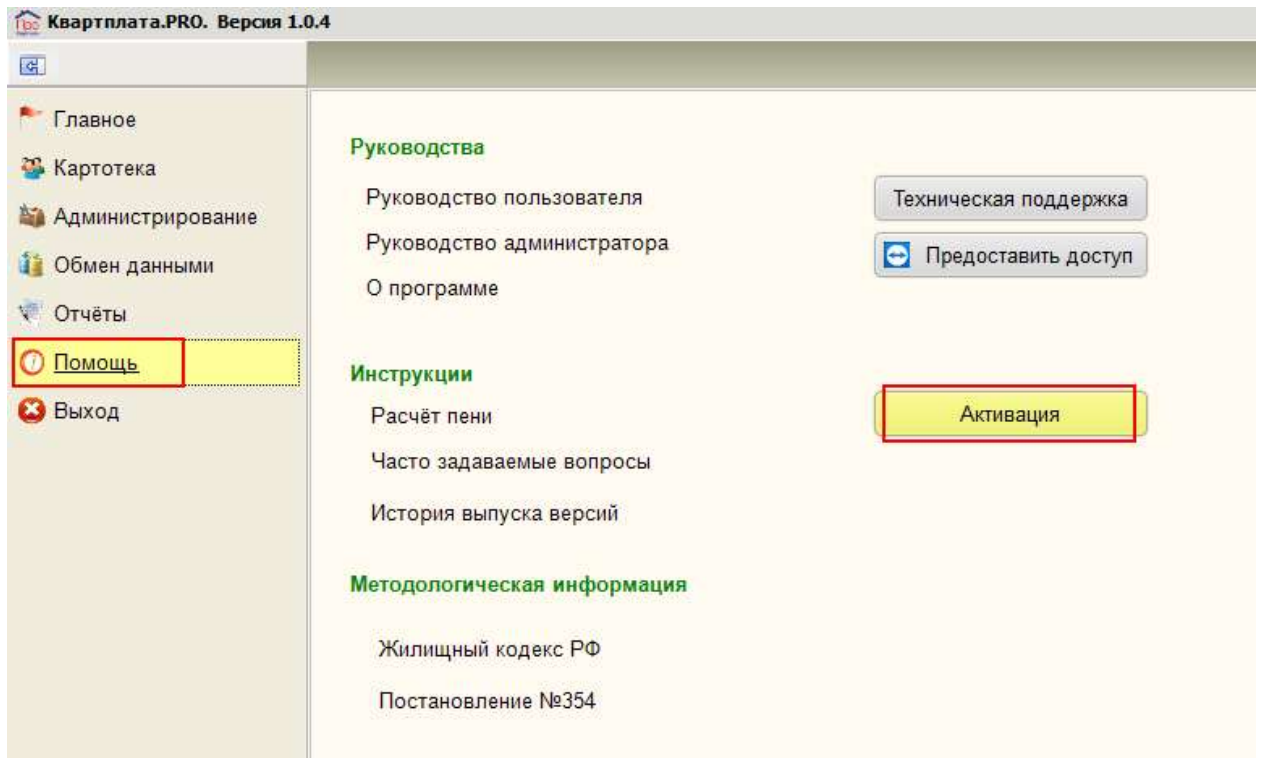 Квартплата.PRO. Версия 1.0.4
Главное
Картотека
Администрирование
Обмен данными
Отчёты
Помощь
Выход
Руководства
Руководство пользователя
Руководство администратора
О программе
Техническая поддержка
Предоставить доступ
Инструкции
Расчёт пени
Часто задаваемые вопросы
История выпуска версий
Активация
Методологическая информация
Жилищный кодекс РФ
Постановление №354